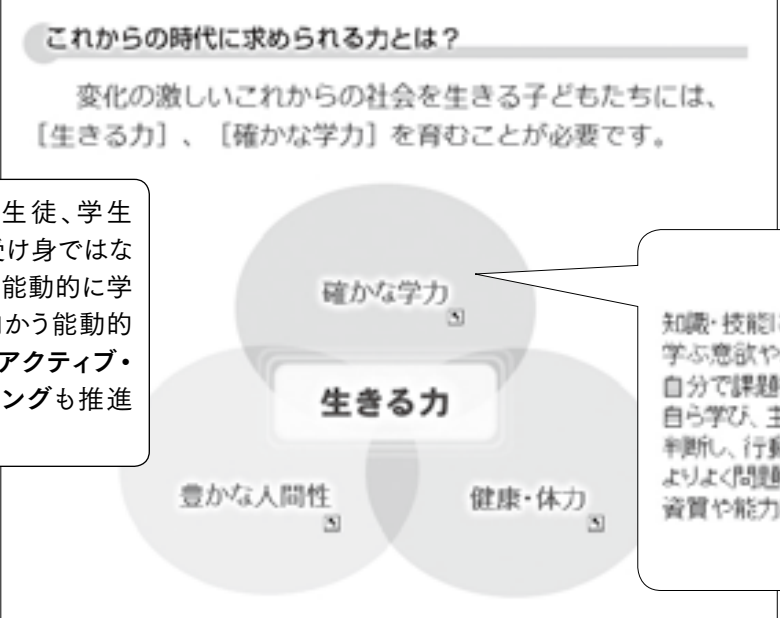 これからの時代に求められる力とは？
変化の激しいこれからの社会を生きる子どもたちには、
［生きる力］、［確かな学力］を育むことが必要です。
生徒、学生
け身ではな
能動的に学
かう能動的
アクティブ・
ングも推進
確かな学力
生きる力
豊かな人間性
健康・体力
知識・技能に
学ぶ意欲や
自分で課題
自ら学び、主
判断し、行動
よりよく問題
資質や能力